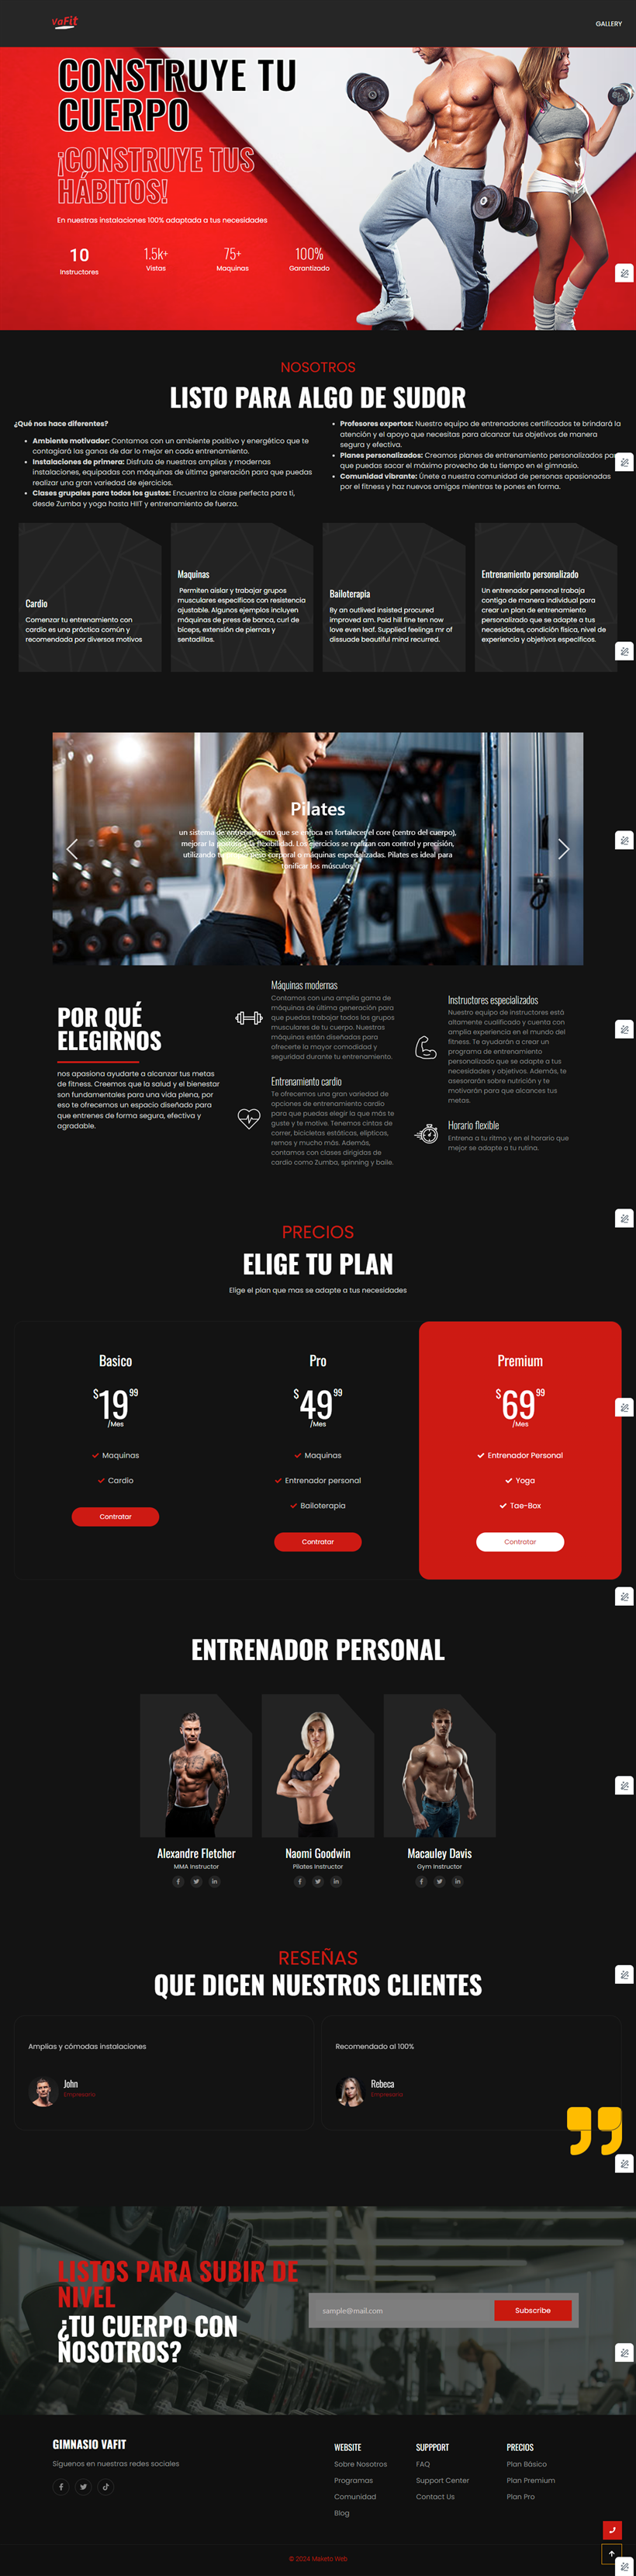 vaFit
GALLERY
CONSTRUYE TU
CUERPO
¡CONSTRUYE TUS
HÁBITOS!
En nuestras instalaciones 100% adaptada a tus necesidades
10
Instructores
1.5k+
Vistas
75+
Maquinas
100%
Garantizado
NOSOTROS
LISTO PARA ALGO DE SUDOR
¿Qué nos hace diferentes?
Ambiente motivador: Contamos con un ambiente positivo y energético que te
contagiará las ganas de dar lo mejor en cada entrenamiento.
Instalaciones de primera: Disfruta de nuestras amplias y modernas
instalaciones, equipadas con máquinas de última generación para que puedas
realizar una gran variedad de ejercicios.
Clases grupales para todos los gustos: Encuentra la clase perfecta para ti,
desde Zumba y yoga hasta HIIT y entrenamiento de fuerza.
Profesores expertos: Nuestro equipo de entrenadores certificados te brindará la
atención y el apoyo que necesitas para alcanzar tus objetivos de manera
segura y efectiva.
Planes personalizados: Creamos planes de entrenamiento personalizados par
que puedas sacar el máximo provecho de tu tiempo en el gimnasio.
Comunidad vibrante: Únete a nuestra comunidad de personas apasionadas
por el fitness y haz nuevos amigos mientras te pones en forma.
Cardio
Comenzar tu entrenamiento con
cardio es una práctica común y
recomendada por diversos motivos
Maquinas
Permiten aislar y trabajar grupos
musculares específicos con resistencia
ajustable. Algunos ejemplos incluyen
máquinas de press de banca, curl de
bíceps, extensión de piernas y
sentadillas.
Bailoterapia
By an outlived insisted procured
improved am. Paid hill fine ten now
love even leaf. Supplied feelings mr of
dissuade beautiful mind recurred.
Entrenamiento personalizado
Un entrenador personal trabaja
contigo de manera individual para
crear un plan de entrenamiento
personalizado que se adapte a tus
necesidades, condición física, nivel de
experiencia y objetivos específicos.
Pilates
un sistema de entrenamiento que se enfoca en fortalecer el core (centro del cuerpo),
mejorar la postura y la flexibilidad. Los ejercicios se realizan con control y precisión,
utilizando tu propio peso corporal o máquinas especializadas. Pilates es ideal para
tonificar los músculos
POR QUÉ
ELEGIRNOS
nos apasiona ayudarte a alcanzar tus metas
de fitness. Creemos que la salud y el bienestar
son fundamentales para una vida plena, por
eso te ofrecemos un espacio diseñado para
que entrenes de forma segura, efectiva y
agradable.
Máquinas modernas
Contamos con una amplia gama de
máquinas de última generación para
que puedas trabajar todos los grupos
musculares de tu cuerpo. Nuestras
máquinas están diseñadas para
ofrecerte la mayor comodidad y
seguridad durante tu entrenamiento.
Entrenamiento cardio
Te ofrecemos una gran variedad de
opciones de entrenamiento cardio
para que puedas elegir la que más te
guste y te motive. Tenemos cintas de
correr, bicicletas estáticas, elípticas,
remos y mucho más. Además,
contamos con clases dirigidas de
cardio como Zumba, spinning y baile.
Instructores especializados
Nuestro equipo de instructores está
altamente cualificado y cuenta con
amplia experiencia en el mundo del
fitness. Te ayudarán a crear un
programa de entrenamiento
personalizado que se adapte a tus
necesidades y objetivos. Además, te
asesorarán sobre nutrición y te
motivarán para que alcances tus
metas.
Horario flexible
Entrena a tu ritmo y en el horario que
mejor se adapte a tu rutina.
PRECIOS
ELIGE TU PLAN
Elige el plan que mas se adapte a tus necesidades
Basico
$19 99
/Mes
Maquinas
Cardio
Contratar
Pro
$49 99
/Mes
Maquinas
Entrenador personal
Bailoterapia
Contratar
Premium
$69 99
/Mes
Entrenador Personal
Yoga
Tae-Box
Contratar
ENTRENADOR PERSONAL
Alexandre Fletcher
MMA Instructor
Naomi Goodwin
Pilates Instructor
Macauley Davis
Gym Instructor
RESEÑAS
QUE DICEN NUESTROS CLIENTES
Amplias y cómodas instalaciones
John
Empresario
Recomendado al 100%
Rebeca
Empresaria
LISTOS PARA SUBIR DE
NIVEL
¿TU CUERPO CON
NOSOTROS?
sample@mail.com
Subscribe
GIMNASIO VAFIT
Síguenos en nuestras redes sociales
WEBSITE
Sobre Nosotros
Programas
Comunidad
Blog
SUPPPORT
FAQ
Support Center
Contact Us
PRECIOS
Plan Básico
Plan Premium
Plan Pro
© 2024 Maketa Web